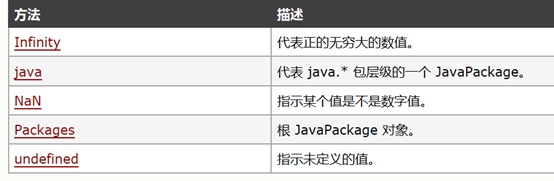 方法 描述
Infinity 代表正的无穷大的数值。
java 代表 java.* 包层级的一个 JavaPackage。
NaN 指示某个值是不是数字值。
Packages 根 JavaPackage 对象。
undefined 指示未定义的值。